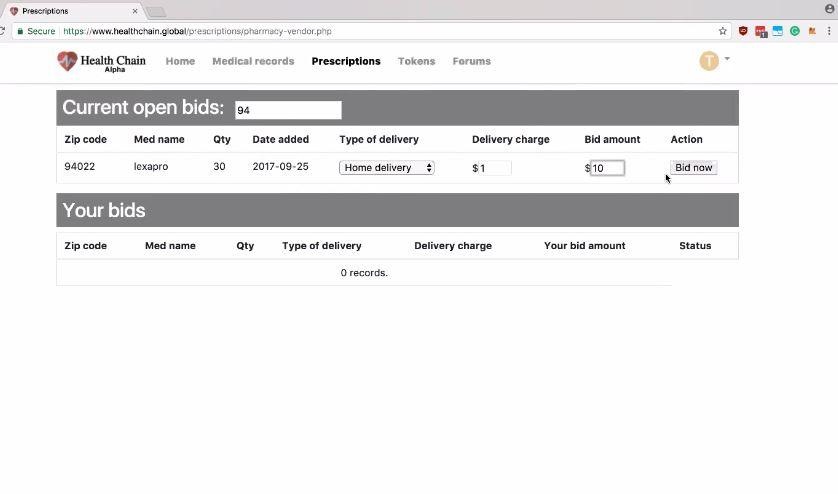 Prescriptions
Secure https://www.healthchain.global/prescriptions/pharmacy-vendor.php
Health Chain Alpha Home Medical records Prescriptions Tokens Forums T
Current open bids: 94
Zip code Med name Qty Date added Type of delivery Delivery charge Bid amount Action
94022 lexapro 30 2017-09-25 Home delivery $ 1 $ 10 Bid now
Your bids
Zip code Med name Qty Type of delivery Delivery charge Your bid amount Status
0 records.